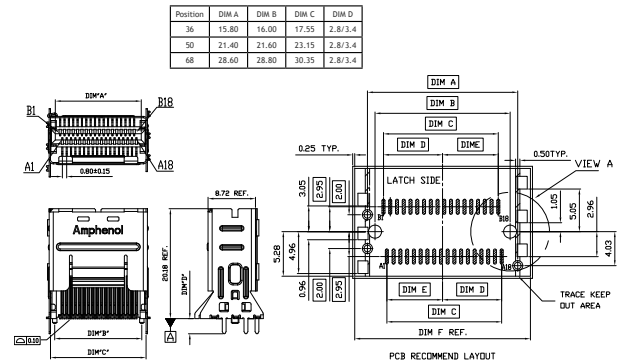 Position DIM A DIM B DIM C DIM D
36 15.80 16.00 17.55 2.8/3.4
50 21.40 21.60 23.15 2.8/3.4
68 28.60 28.80 30.35 2.8/3.4
DIM"A"
B1
B18
A1
A18
0.80±0.15
Amphenol
0.10
DIM"B"
DIM"C"
8.72 REF.
20.18 REF.
DIM"D"
A
DIM A
DIM B
DIM C
DIM D
DIME
0.25 TYP.
0.50TYP.
VIEW A
LATCH SIDE
3.05
2.95
2.00
B1
B18
1.05
5.05
2.96
5.28
4.96
0.96
2.00
2.95
A1
A18
4.03
DIM E
DIM D
DIM C
DIM F REF.
TRACE KEEP
OUT AREA
PCB RECOMMEND LAYOUT